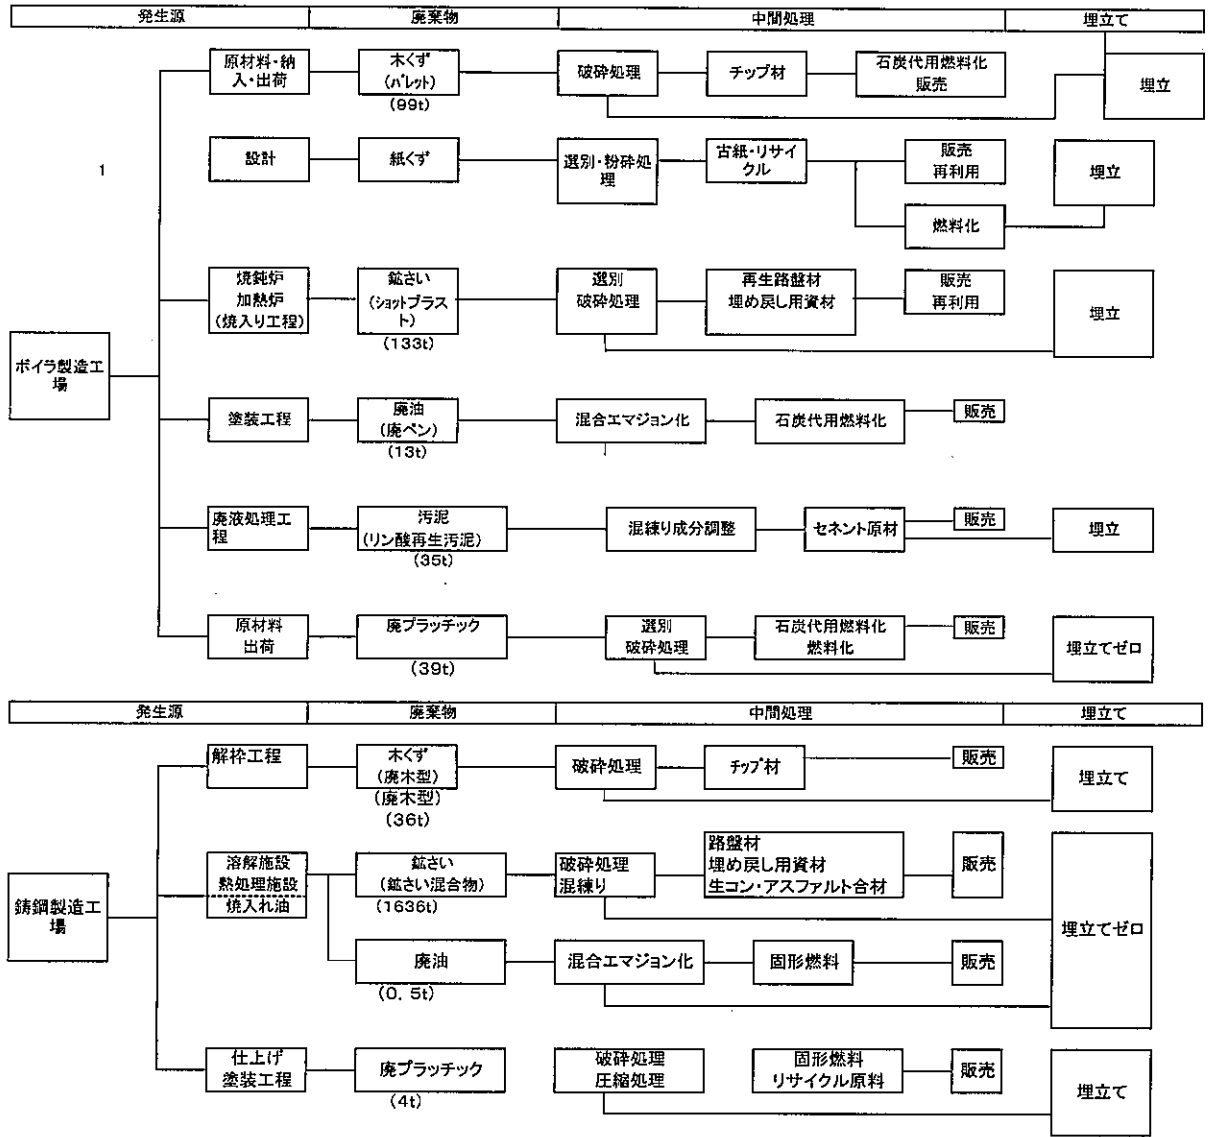 発生源 廃棄物 中間処理 埋立て
原材料・納
入・出荷
木くず
(パレット)
(99t)
破砕処理
チップ材
石炭代用燃料化
販売
埋立
1
設計
紙くず
選別・粉砕処
理
古紙・リサイ
クル
販売
再利用
燃料化
埋立
焼鈍炉
加熱炉
(焼入り工程)
鉱さい
(ショットブラス
ト)
(133t)
選別
破砕処理
再生路盤材
埋め戻し用資材
販売
再利用
埋立
ボイラ製造工
場
塗装工程
廃油
(廃ペン)
(13t)
混合エマジョン化
石炭代用燃料化
販売
廃液処理工
程
汚泥
(リン酸再生汚泥)
(35t)
混練り成分調整
セネント原材
販売
埋立
原材料
出荷
廃プラッチック
(39t)
選別
破砕処理
石炭代用燃料化
燃料化
販売
埋立てゼロ
発生源 廃棄物 中間処理 埋立て
解枠工程
木くず
(廃木型)
(廃木型)
(36t)
破砕処理
チップ材
販売
埋立て
鋳鋼製造工
場
溶解施設
熱処理施設
焼入れ油
鉱さい
(鉱さい混合物)
(1636t)
破砕処理
混練り
路盤材
埋め戻し用資材
生コン・アスファルト合材
販売
埋立てゼロ
廃油
(0. 5t)
混合エマジョン化
固形燃料
販売
仕上げ
塗装工程
廃プラッチック
(4t)
破砕処理
圧縮処理
固形燃料
リサイクル原料
販売
埋立て